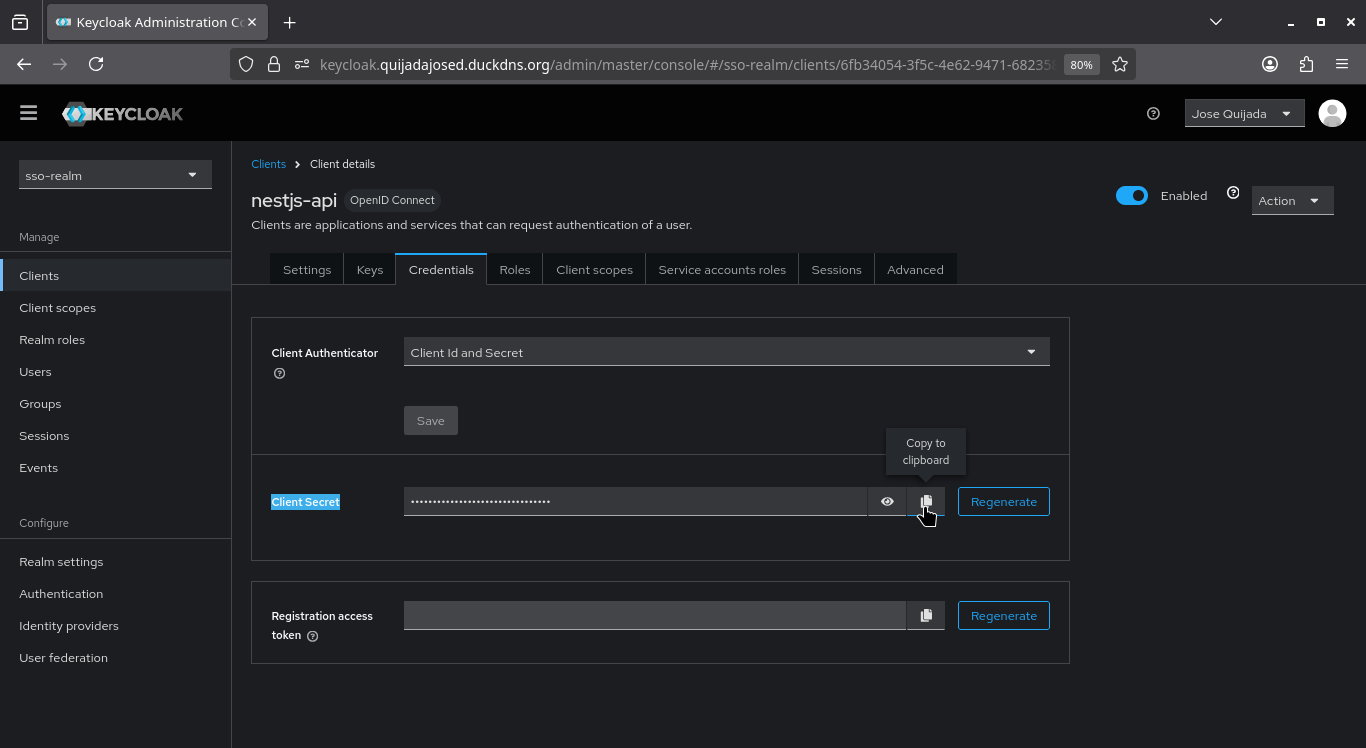 Keycloak Administration Co
keycloak.quijadajosed.duckdns.org/admin/master/console/#/sso-realm/clients/6fb34054-3f5c-4e62-9471-68235
80%
KEYCLOAK
Jose Quijada
sso-realm
Manage
Clients
Client scopes
Realm roles
Users
Groups
Sessions
Events
Configure
Realm settings
Authentication
Identity providers
User federation
Clients
Client details
nestjs-api
OpenID Connect
Clients are applications and services that can request authentication of a user.
Enabled
Action
Settings
Keys
Credentials
Roles
Client scopes
Service accounts roles
Sessions
Advanced
Client Authenticator
Client Id and Secret
Save
Copy to
clipboard
Client Secret
•••••••••••••••••••••••••••••••
Regenerate
Registration access
token
Regenerate